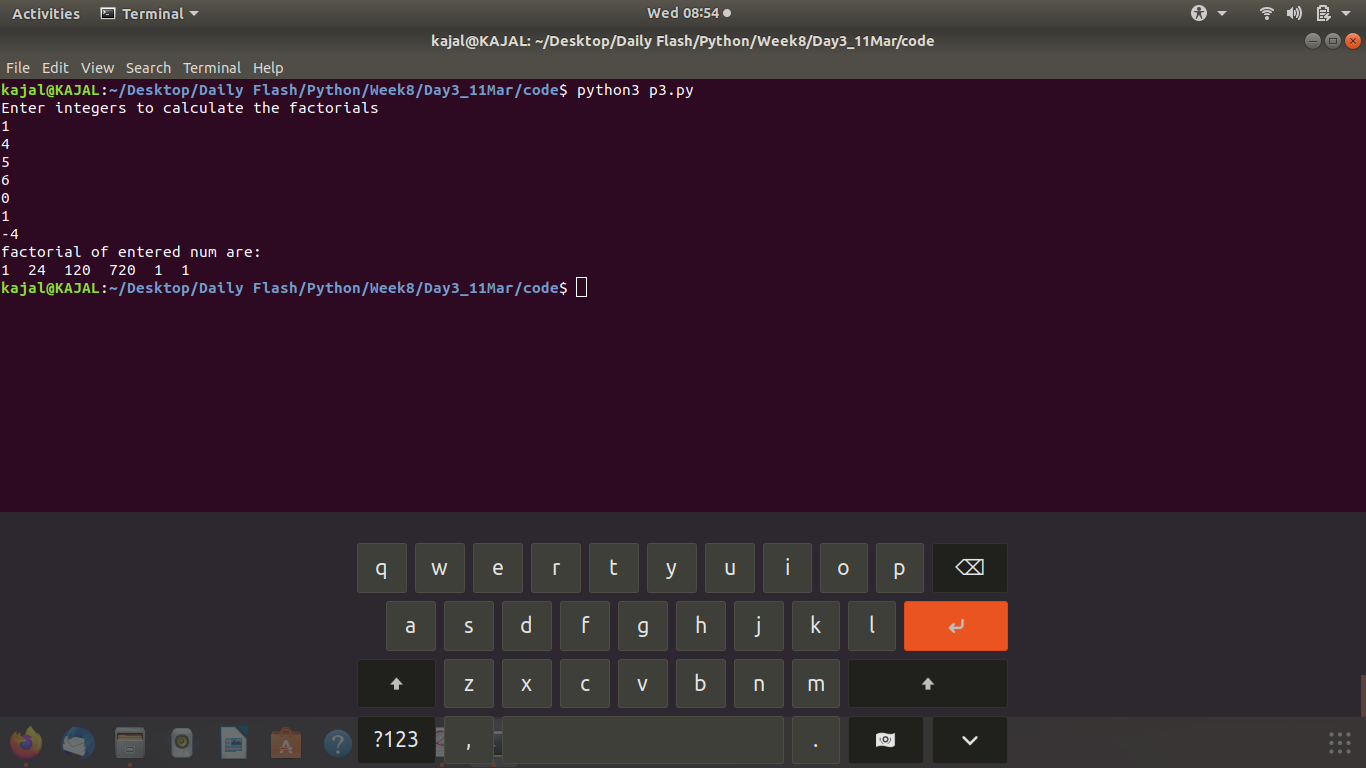 Activities Terminal Wed 08:54
kajal@KAJAL: ~/Desktop/Daily Flash/Python/Week8/Day3_11Mar/code
File Edit View Search Terminal Help
kajal@KAJAL:~/Desktop/Daily Flash/Python/Week8/Day3_11Mar/code$ python3 p3.py
Enter integers to calculate the factorials
1
4
5
6
0
1
-4
factorial of entered num are:
1  24  120  720  1  1
kajal@KAJAL:~/Desktop/Daily Flash/Python/Week8/Day3_11Mar/code$
q w e r t y u i o p
a s d f g h j k l
z x c v b n m
?123 , .